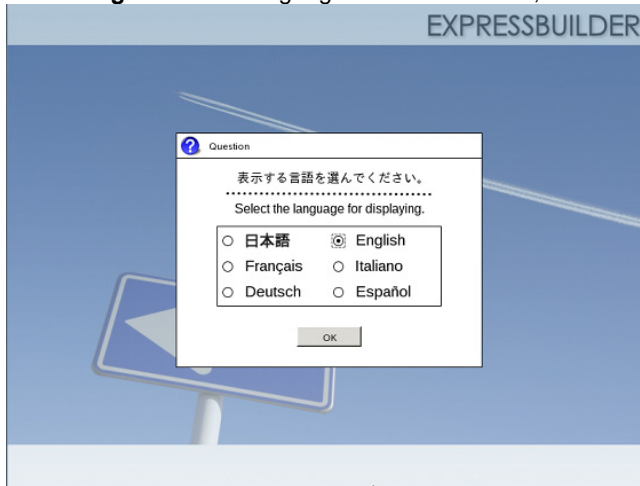 EXPRESSBUILDER
Question
表示する言語を選んでください。
Select the language for displaying.
日本語 English
Français Italiano
Deutsch Español
OK